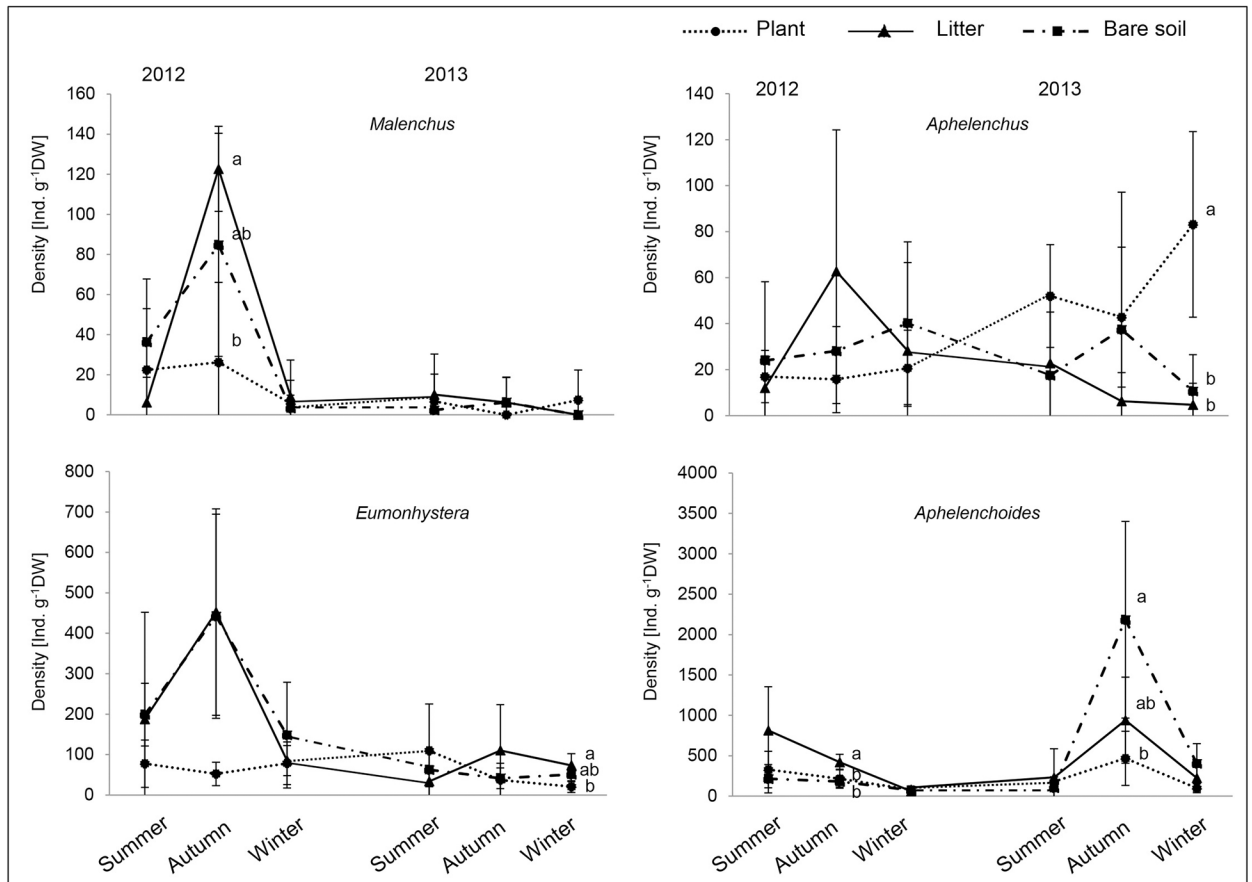 Plant Litter Bare soil
2012 2013
Malenchus
Density [Ind. g⁻¹DW]
160
140
120
100
80
60
40
20
0
a
ab
b
2012 2013
Aphelenchus
Density [Ind. g⁻¹DW]
140
120
100
80
60
40
20
0
a
b
b
Eumonhystera
Density [Ind. g⁻¹DW]
800
700
600
500
400
300
200
100
0
a
ab
b
Summer Autumn Winter Summer Autumn Winter
Aphelenchoides
Density [Ind. g⁻¹DW]
4000
3500
3000
2500
2000
1500
1000
500
0
a
b
b
a
ab
b
Summer Autumn Winter Summer Autumn Winter